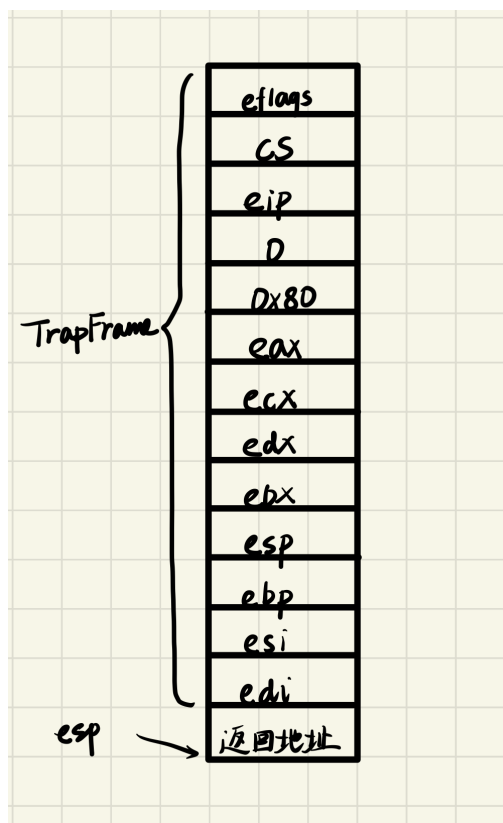 eflags
CS
eip
0
0x80
TrapFrame
eax
ecx
edx
ebx
esp
ebp
esi
edi
esp
返回地址